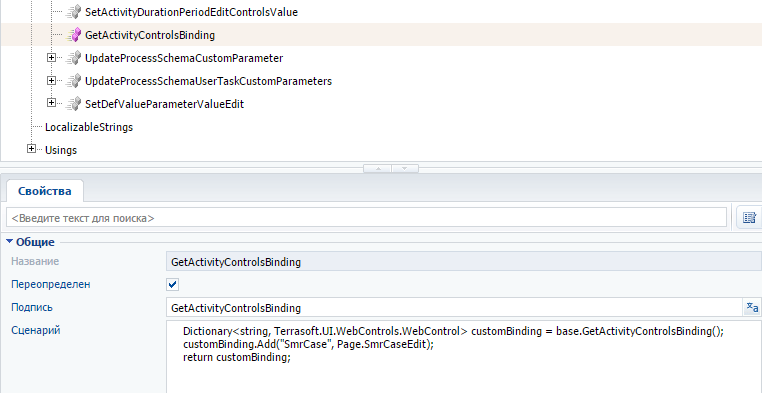 SetActivityDurationPeriodEditControlsValue
GetActivityControlsBinding
UpdateProcessSchemaCustomParameter
UpdateProcessSchemaUserTaskCustomParameters
SetDefValueParameterValueEdit
LocalizableStrings
Usings
Свойства
<Введите текст для поиска>
Общие
Название GetActivityControlsBinding
Переопределен
Подпись GetActivityControlsBinding
Сценарий Dictionary<string, Terrasoft.UI.WebControls.WebControl> customBinding = base.GetActivityControlsBinding();
customBinding.Add("SmrCase", Page.SmrCaseEdit);
return customBinding;